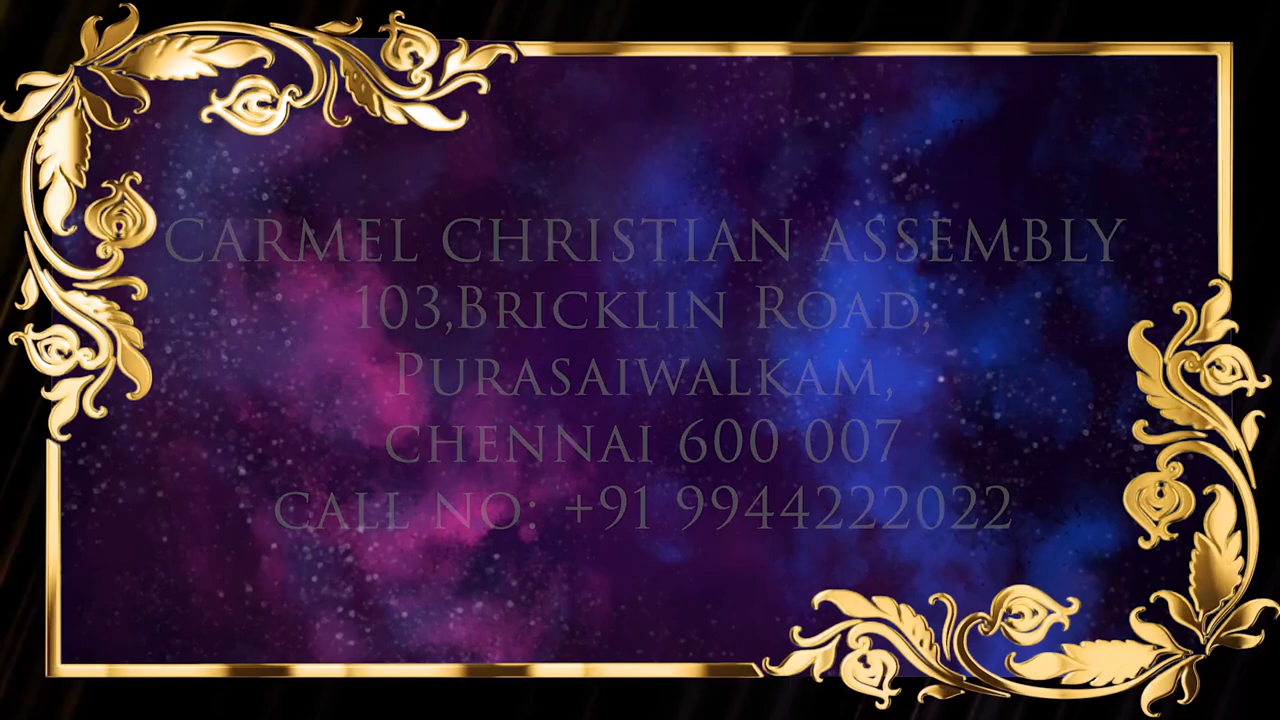 CARMEL CHRISTIAN ASSEMBLY
103,BRICKLIN ROAD,
PURASAIWALKAM,
CHENNAI 600 007
CALL NO: +91 9944222022